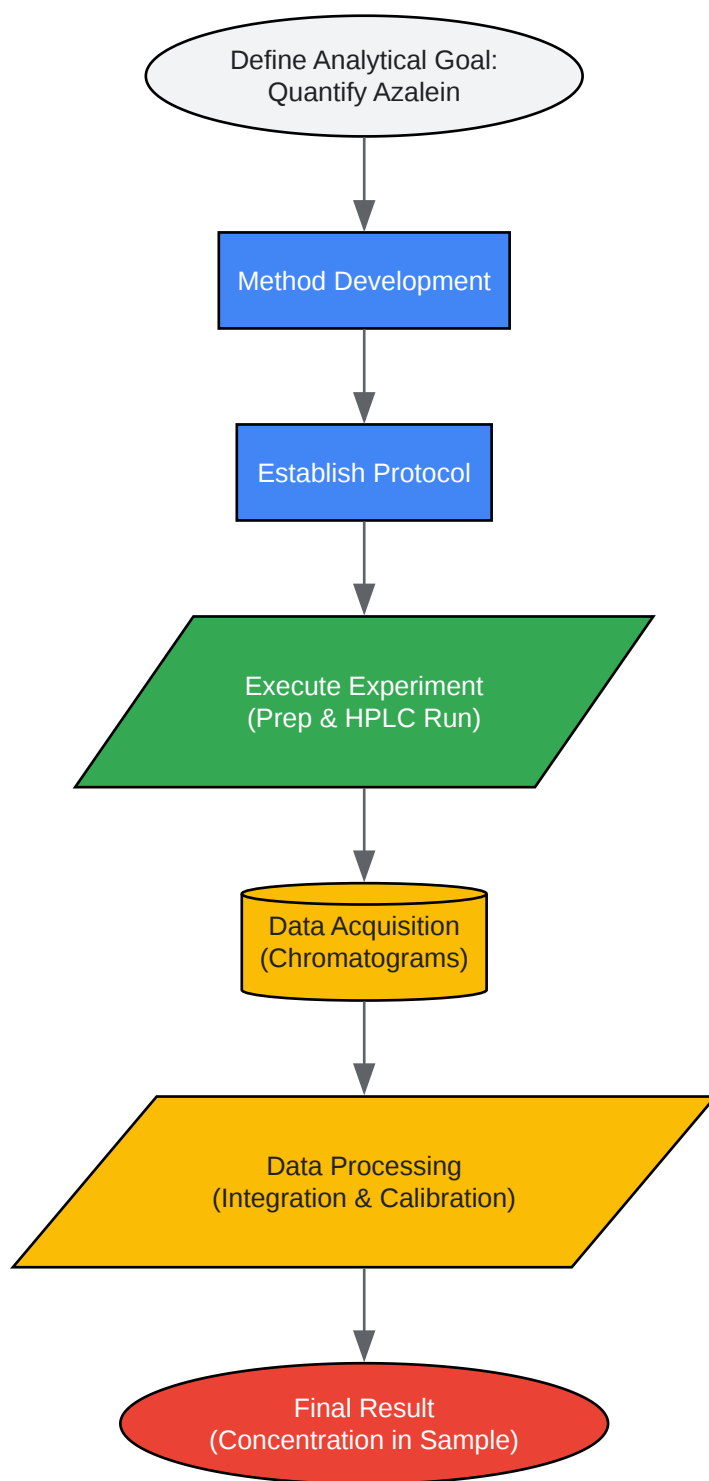 Define Analytical Goal:
Quantify Azalein
Method Development
Establish Protocol
Execute Experiment
(Prep & HPLC Run)
Data Acquisition
(Chromatograms)
Data Processing
(Integration & Calibration)
Final Result
(Concentration in Sample)